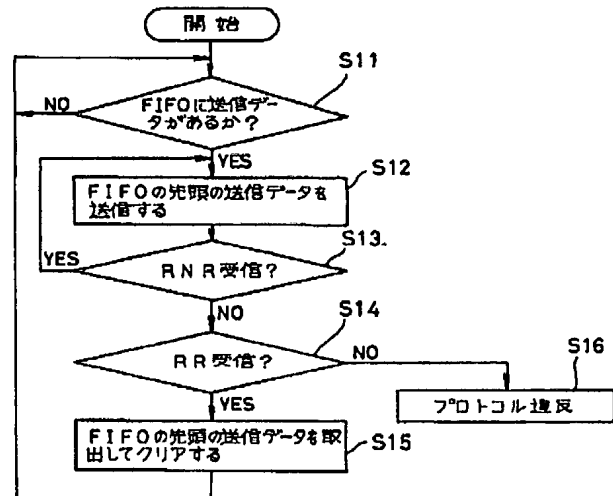 開始
S11
FIFOに送信デー
タがあるか?
NO
YES
S12
FIFOの先頭の送信データを
送信する
S13.
YES
RNR受信?
NO
S14
RR受信?
NO
S16
YES
プロトコル違反
FIFOの先頭の送信データを取
出してクリアする
S15